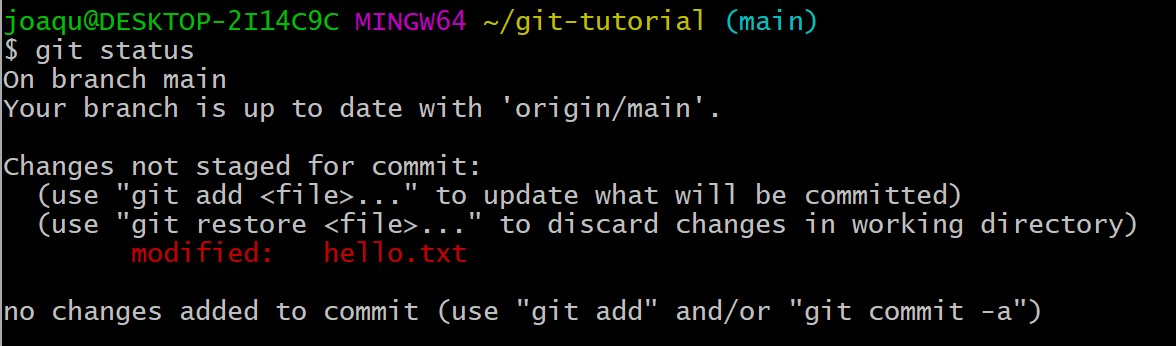 joaqu@DESKTOP-2I14C9C MINGW64 ~/git-tutorial (main)
$ git status
On branch main
Your branch is up to date with 'origin/main'.
Changes not staged for commit:
  (use "git add <file>..." to update what will be committed)
  (use "git restore <file>..." to discard changes in working directory)
        modified:   hello.txt
no changes added to commit (use "git add" and/or "git commit -a")